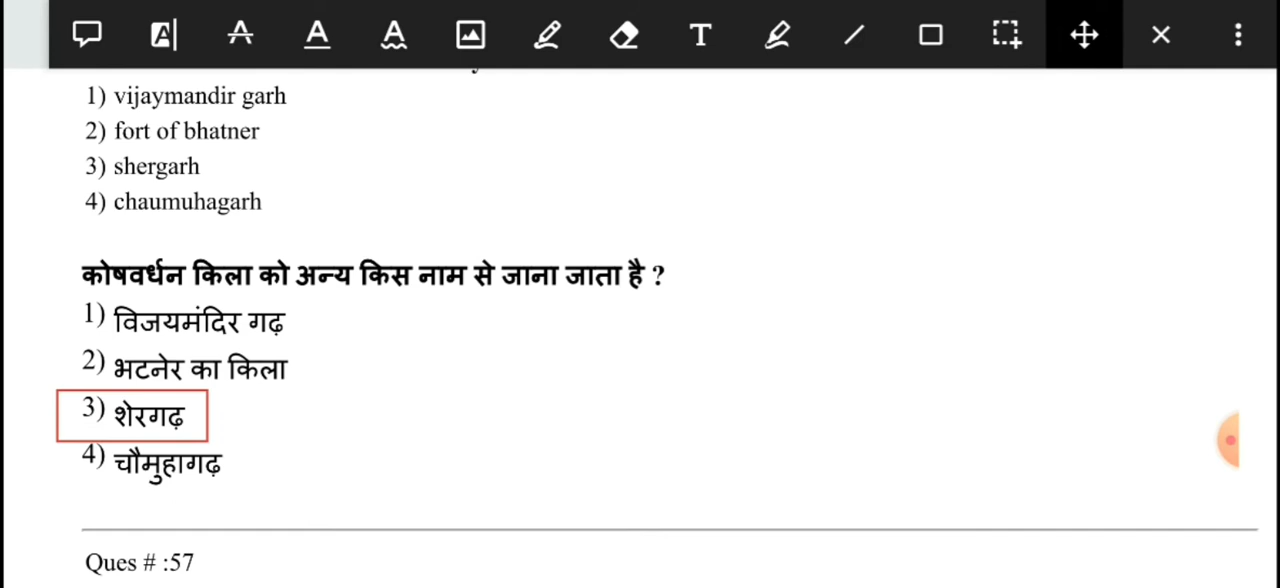 1) vijaymandir garh
2) fort of bhatner
3) shergarh
4) chaumuhagarh
कोषवर्धन किला को अन्य किस नाम से जाना जाता है ?
1) विजयमंदिर गढ़
2) भटनेर का किला
3) शेरगढ़
4) चौमुहागढ़
Ques # :57